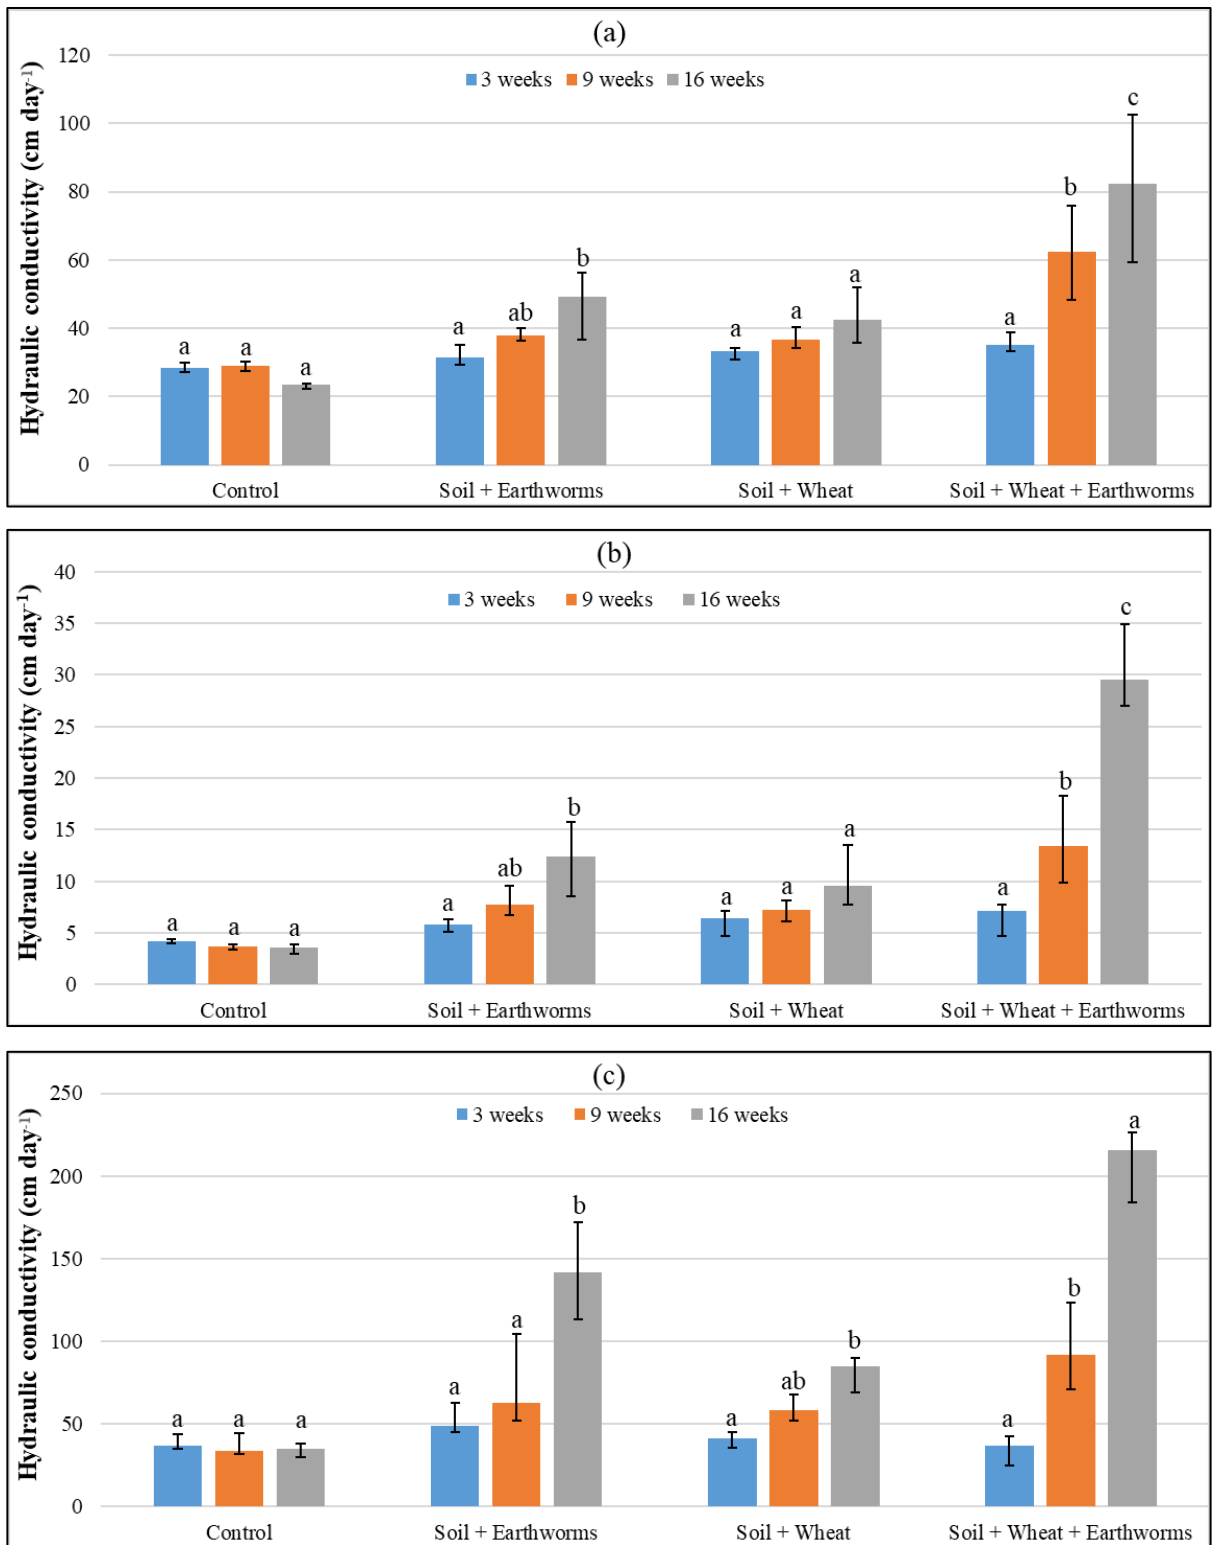 (a)
Hydraulic conductivity (cm day-1)
3 weeks 9 weeks 16 weeks
120
100
80
60
40
20
0
a a a
a ab b
a a a
a b c
Control Soil + Earthworms Soil + Wheat Soil + Wheat + Earthworms
(b)
Hydraulic conductivity (cm day-1)
3 weeks 9 weeks 16 weeks
40
35
30
25
20
15
10
5
0
a a a
a ab b
a a a
a b c
Control Soil + Earthworms Soil + Wheat Soil + Wheat + Earthworms
(c)
Hydraulic conductivity (cm day-1)
3 weeks 9 weeks 16 weeks
250
200
150
100
50
0
a a a
a a b
a ab b
a b a
Control Soil + Earthworms Soil + Wheat Soil + Wheat + Earthworms